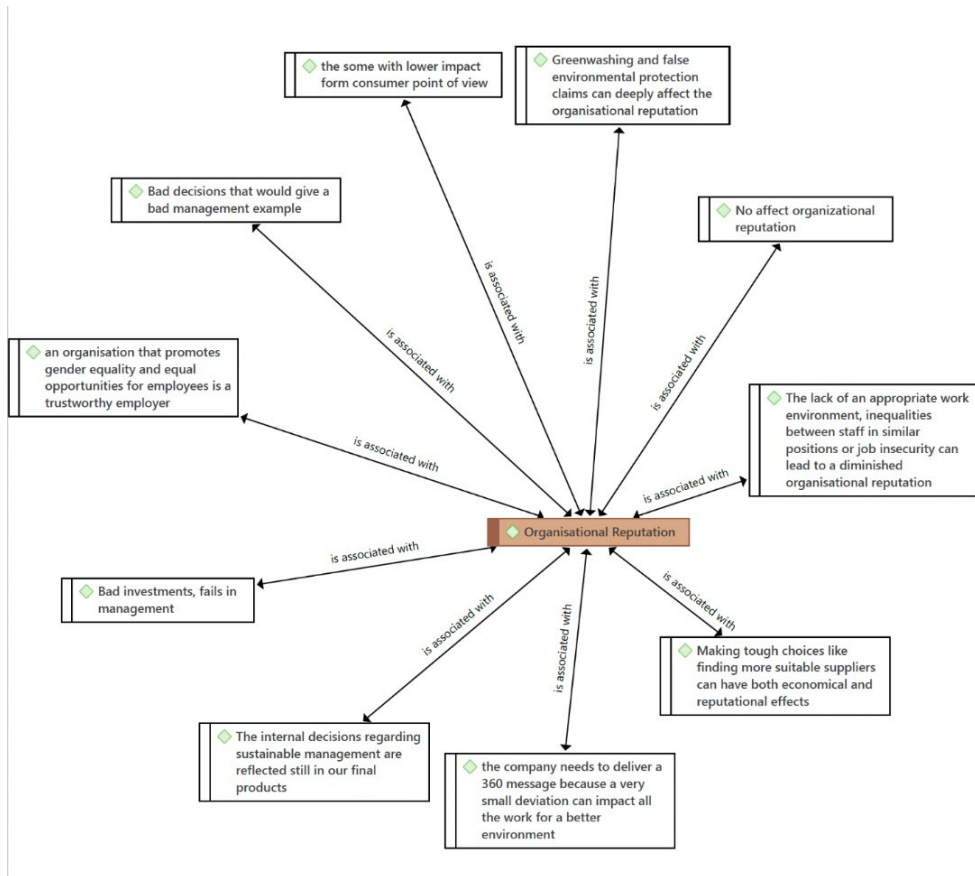 the some with lower impact
form consumer point of view
Greenwashing and false
environmental protection
claims can deeply affect the
organisational reputation
Bad decisions that would give a
bad management example
No affect organizational
reputation
is associated with
is associated with
is associated with
is associated with
an organisation that promotes
gender equality and equal
opportunities for employees is a
trustworthy employer
The lack of an appropriate work
environment, inequalities
between staff in similar
positions or job insecurity can
lead to a diminished
organisational reputation
is associated with
is associated with
Organisational Reputation
is associated with
Bad investments, fails in
management
is associated with
is associated with
is associated with
Making tough choices like
finding more suitable suppliers
can have both economical and
reputational effects
The internal decisions regarding
sustainable management are
reflected still in our final
products
the company needs to deliver a
360 message because a very
small deviation can impact all
the work for a better
environment